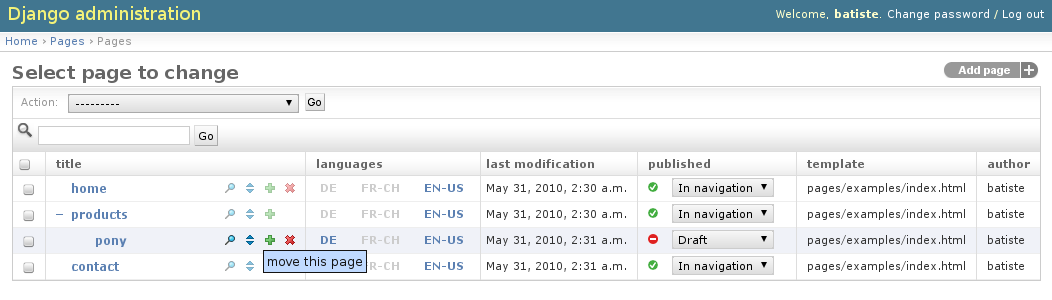 Django administration
Welcome, batiste. Change password / Log out
Home › Pages › Pages
Select page to change
Add page +
Action: --------- Go
Go
title languages last modification published template author
home DE FR-CH EN-US May 31, 2010, 2:30 a.m. In navigation pages/examples/index.html batiste
− products DE FR-CH EN-US May 31, 2010, 2:30 a.m. In navigation pages/examples/index.html batiste
pony DE FR-CH EN-US May 31, 2010, 2:31 a.m. Draft pages/examples/index.html batiste
move this page
contact FR-CH EN-US May 31, 2010, 2:31 a.m. In navigation pages/examples/index.html batiste